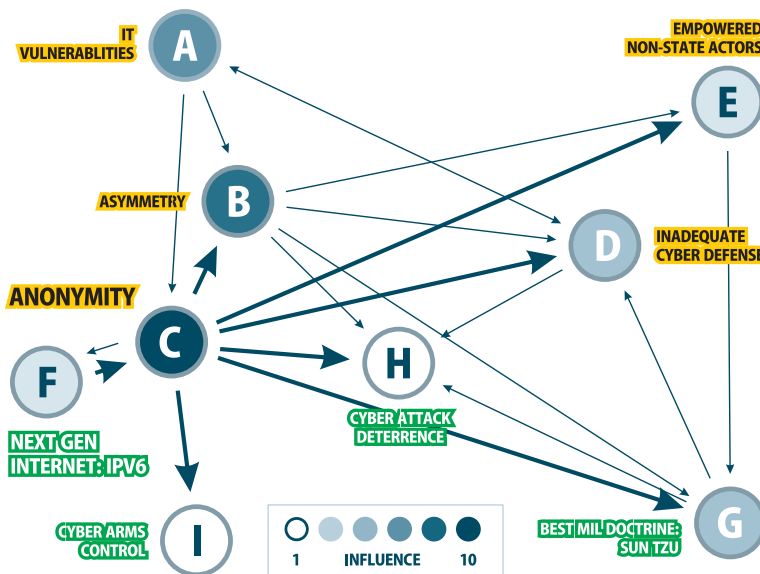 IT
VULNERABLITIES
A
EMPOWERED
NON-STATE ACTORS
E
ASYMMETRY
B
D
INADEQUATE
CYBER DEFENSE
ANONYMITY
C
F
H
NEXT GEN
INTERNET: IPV6
CYBER ATTACK
DETERRENCE
CYBER ARMS
CONTROL
I
1 INFLUENCE 10
BEST MIL DOCTRINE:
SUN TZU
G